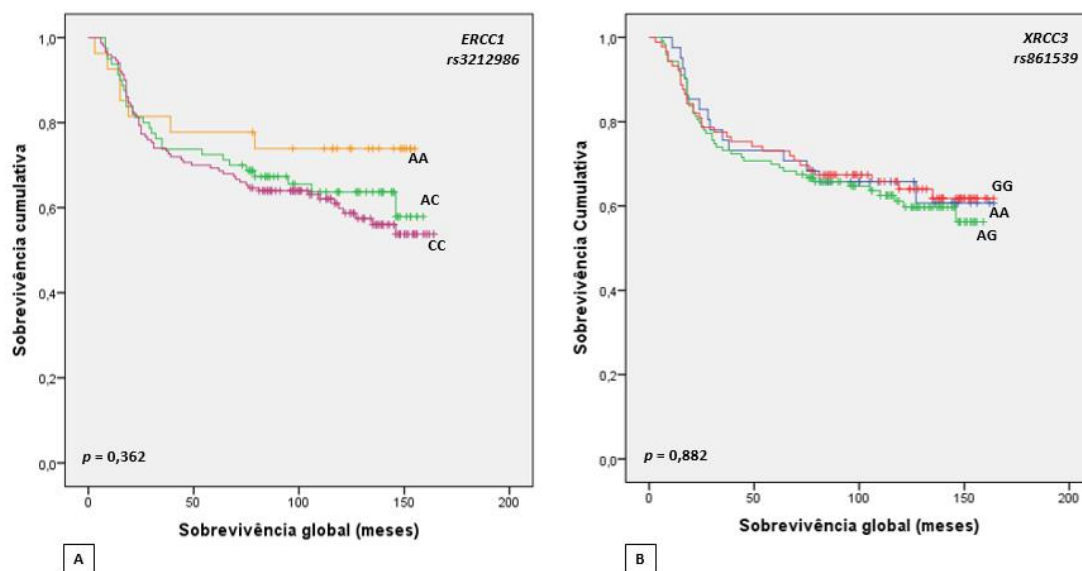 ERCC1
rs3212986
Sobrevivência cumulativa
1,0
0,8
0,6
0,4
0,2
0,0
AA
AC
CC
p = 0,362
0
50
100
150
200
Sobrevivência global (meses)
A
XRCC3
rs861539
Sobrevivência Cumulativa
1,0
0,8
0,6
0,4
0,2
0,0
GG
AA
AG
p = 0,882
0
50
100
150
200
Sobrevivência global (meses)
B